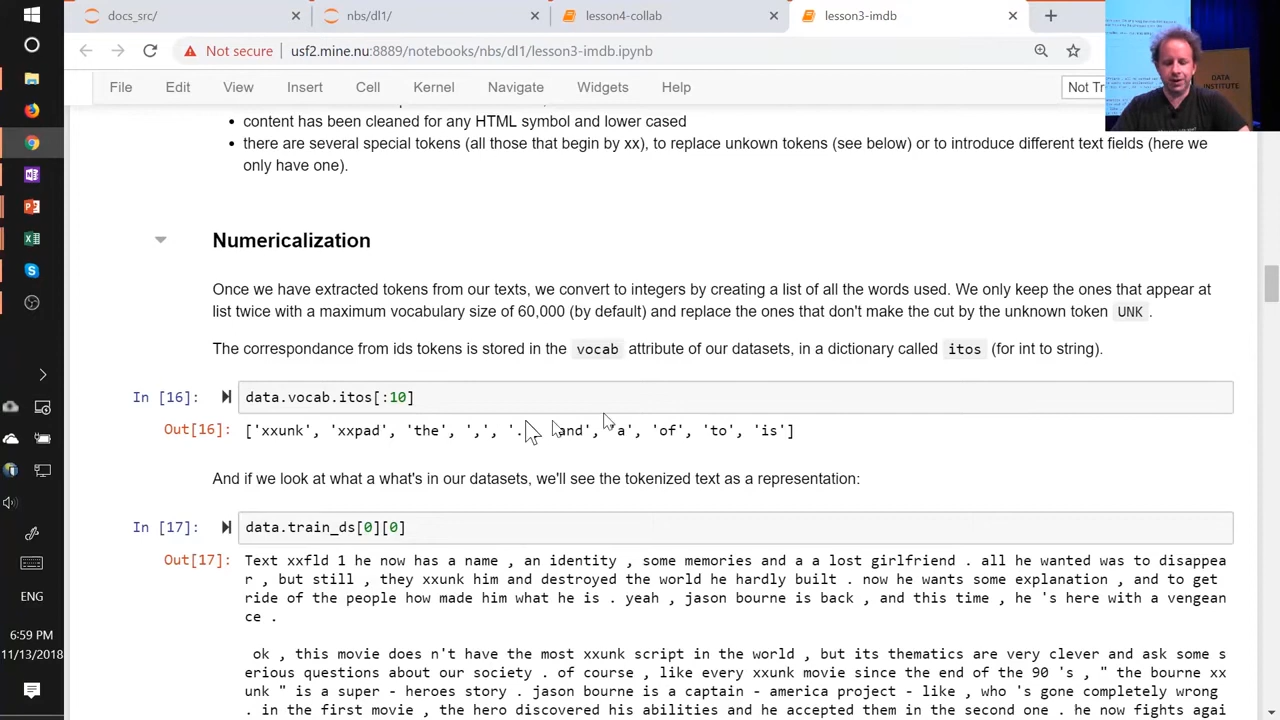 docs_src/
nbs/dl1/
lesson4-collab
lesson3-imdb
Not secure
usf2.mine.nu:8889/notebooks/nbs/dl1/lesson3-imdb.ipynb
File
Edit
View
Insert
Cell
Kernel
Navigate
Widgets
Help
Not Tr
DATA
INSTITUTE
content has been cleaned for any HTML symbol and lower cas
there are several special tokens (an those that begin by xx), to replace unkown tokens (see below) or to introduce different text fields (here we
only have one).
Numericalization
Once we have extracted tokens from our texts, we convert to integers by creating a list of all the words used. We only keep the ones that appear at
list twice with a maximum vocabulary size of 60,000 (by default) and replace the ones that don't make the cut by the unknown token UNK .
The correspondance from ids tokens is stored in the vocab attribute of our datasets, in a dictionary called itos (for int to string).
In [16]: data.vocab.itos[:10]
Out[16]: ['xxunk', 'xxpad', 'the', ',', '. and', 'a', 'of', 'to', 'is']
And if we look at what a what's in our datasets, we'll see the tokenized text as a representation:
In [17]: data.train_ds[0][0]
Out[17]: Text xxfld 1 he now has a name , an identity , some memories and a a lost girlfriend . all he wanted was to disappea
r , but still , they xxunk him and destroyed the world he hardly built . now he wants some explanation , and to get
ride of the people how made him what he is . yeah , jason bourne is back , and this time , he 's here with a vengean
ce .
ok , this movie does n't have the most xxunk script in the world , but its thematics are very clever and ask some s
erious questions about our society . of course , like every xxunk movie since the end of the 90 's , " the bourne xx
unk " is a super - heroes story . jason bourne is a captain - america project - like , who 's gone completely wrong
. in the first movie , the hero discovered his abilities and he accepted them in the second one . he now fights agai
ENG
6:59 PM
11/13/2018